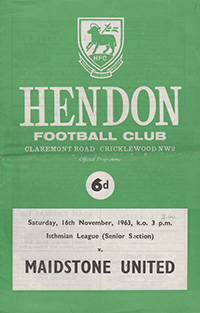 HFC
HENDON
FOOTBALL CLUB
CLAREMONT ROAD · CRICKLEWOOD NW2
Official Programme
6d
Saturday, 16th November, 1963, k.o. 3 p.m.
Isthmian League (Senior Section)
v.
MAIDSTONE UNITED